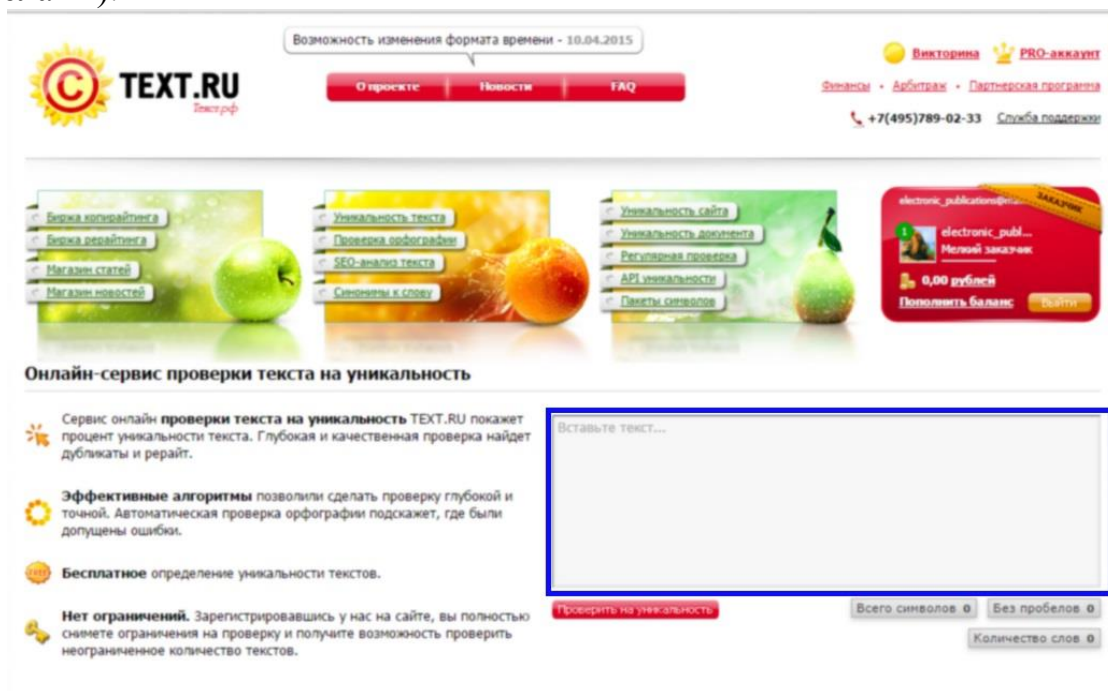 Возможность изменения формата времени - 10.04.2015
Викторина PRO-аккаунт
TEXT.RU
Текст.рф
О проекте Новости FAQ
Финансы • Арбитраж • Партнерская программа
+7(495)789-02-33 Служба поддержки
Биржа копирайтинга
Биржа рерайтинга
Магазин статей
Магазин новостей
Уникальность текста
Проверка орфографии
SEO-анализ текста
Синонимы к слову
Уникальность сайта
Уникальность документа
Регулярная проверка
API уникальности
Пакеты символов
ЗАКАЗЧИК
1
electronic_publ...
Мелкий заказчик
0,00 рублей
Пополнить баланс Выйти
Онлайн-сервис проверки текста на уникальность
Сервис онлайн проверки текста на уникальность TEXT.RU покажет
процент уникальности текста. Глубокая и качественная проверка найдет
дубликаты и рерайт.
Эффективные алгоритмы позволили сделать проверку глубокой и
точной. Автоматическая проверка орфографии подскажет, где были
допущены ошибки.
FREE
Бесплатное определение уникальности текстов.
Нет ограничений. Зарегистрировавшись у нас на сайте, вы полностью
снимете ограничения на проверку и получите возможность проверить
неограниченное количество текстов.
Вставьте текст...
Проверить на уникальность
Всего символов 0 Без пробелов 0
Количество слов 0